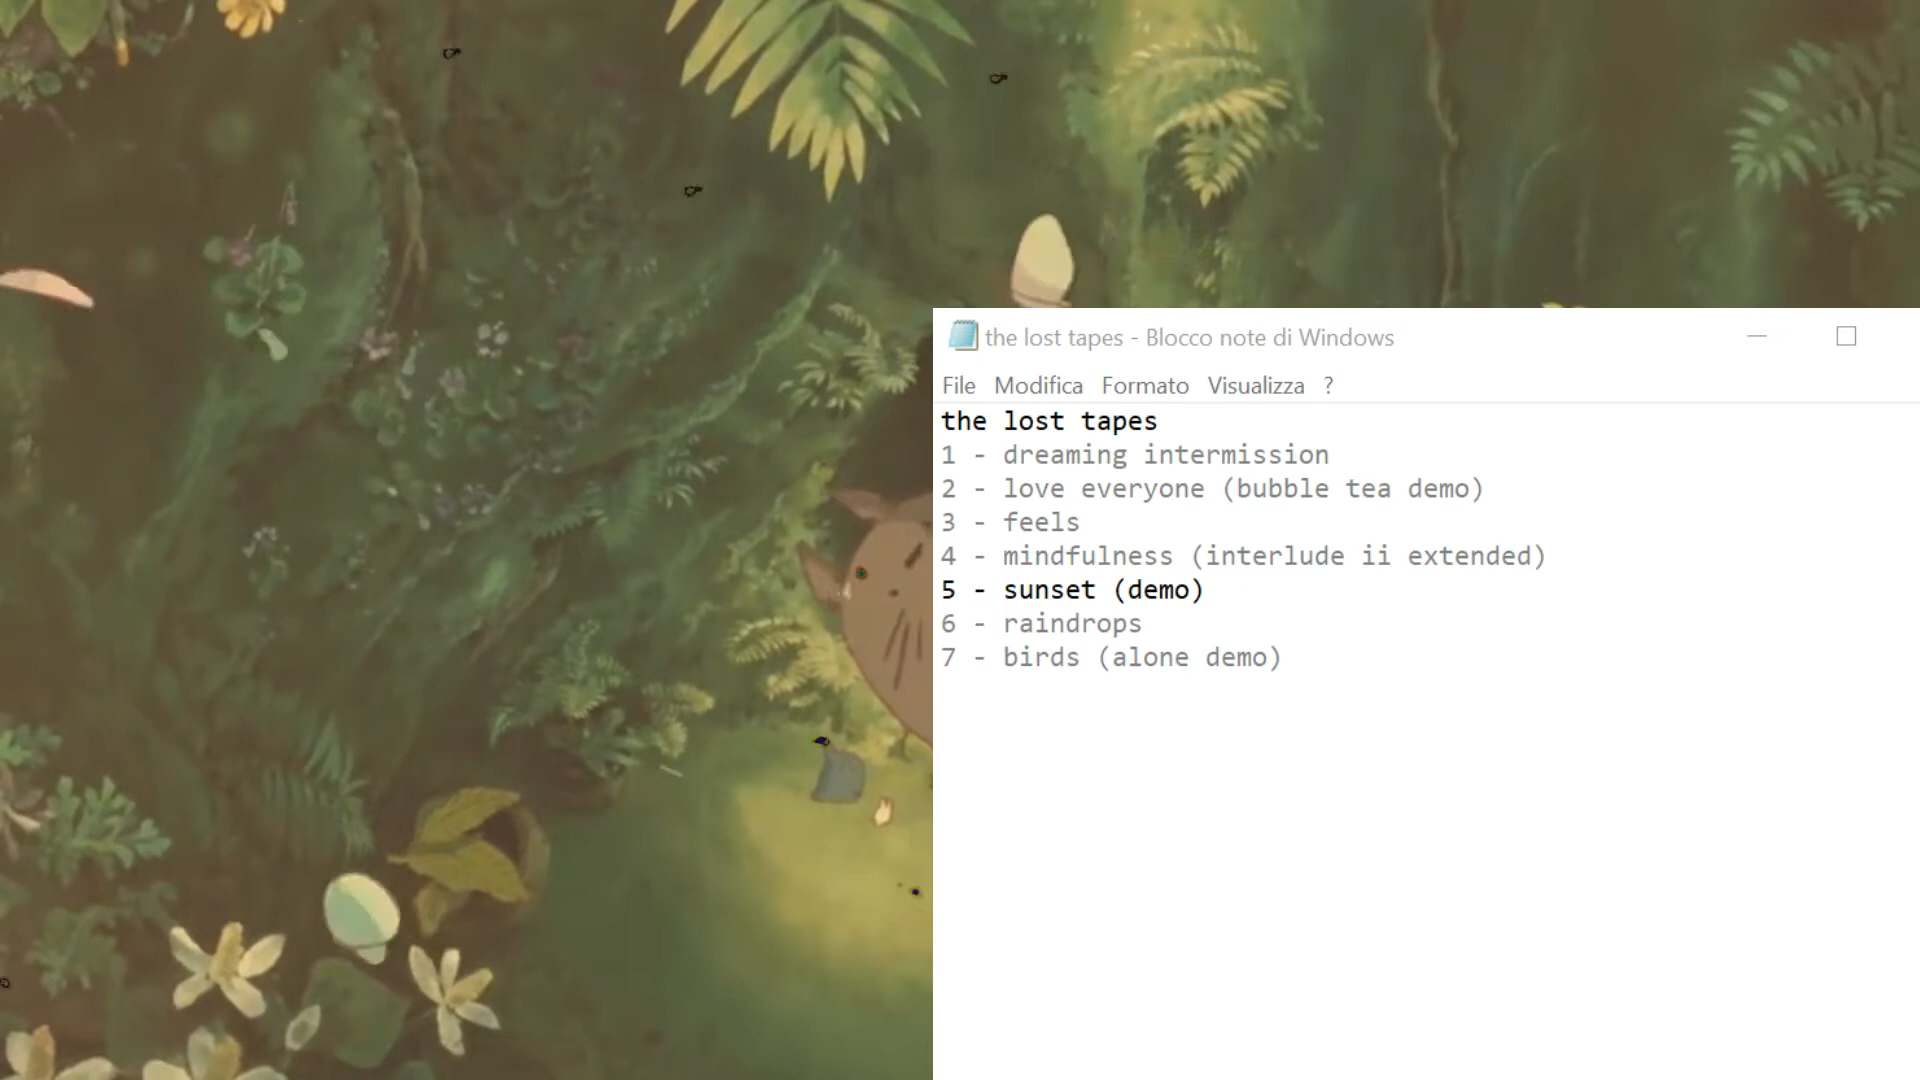 the lost tapes - Blocco note di Windows
File Modifica Formato Visualizza ?
the lost tapes
1 - dreaming intermission
2 - love everyone (bubble tea demo)
3 - feels
4 - mindfulness (interlude ii extended)
5 - sunset (demo)
6 - raindrops
7 - birds (alone demo)